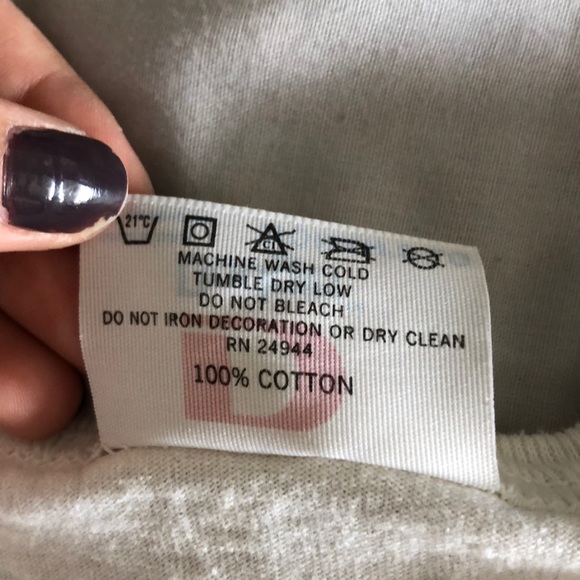 21°C
CL
MACHINE WASH COLD
TUMBLE DRY LOW
DO NOT BLEACH
DO NOT IRON DECORATION OR DRY CLEAN
RN 24944
100% COTTON